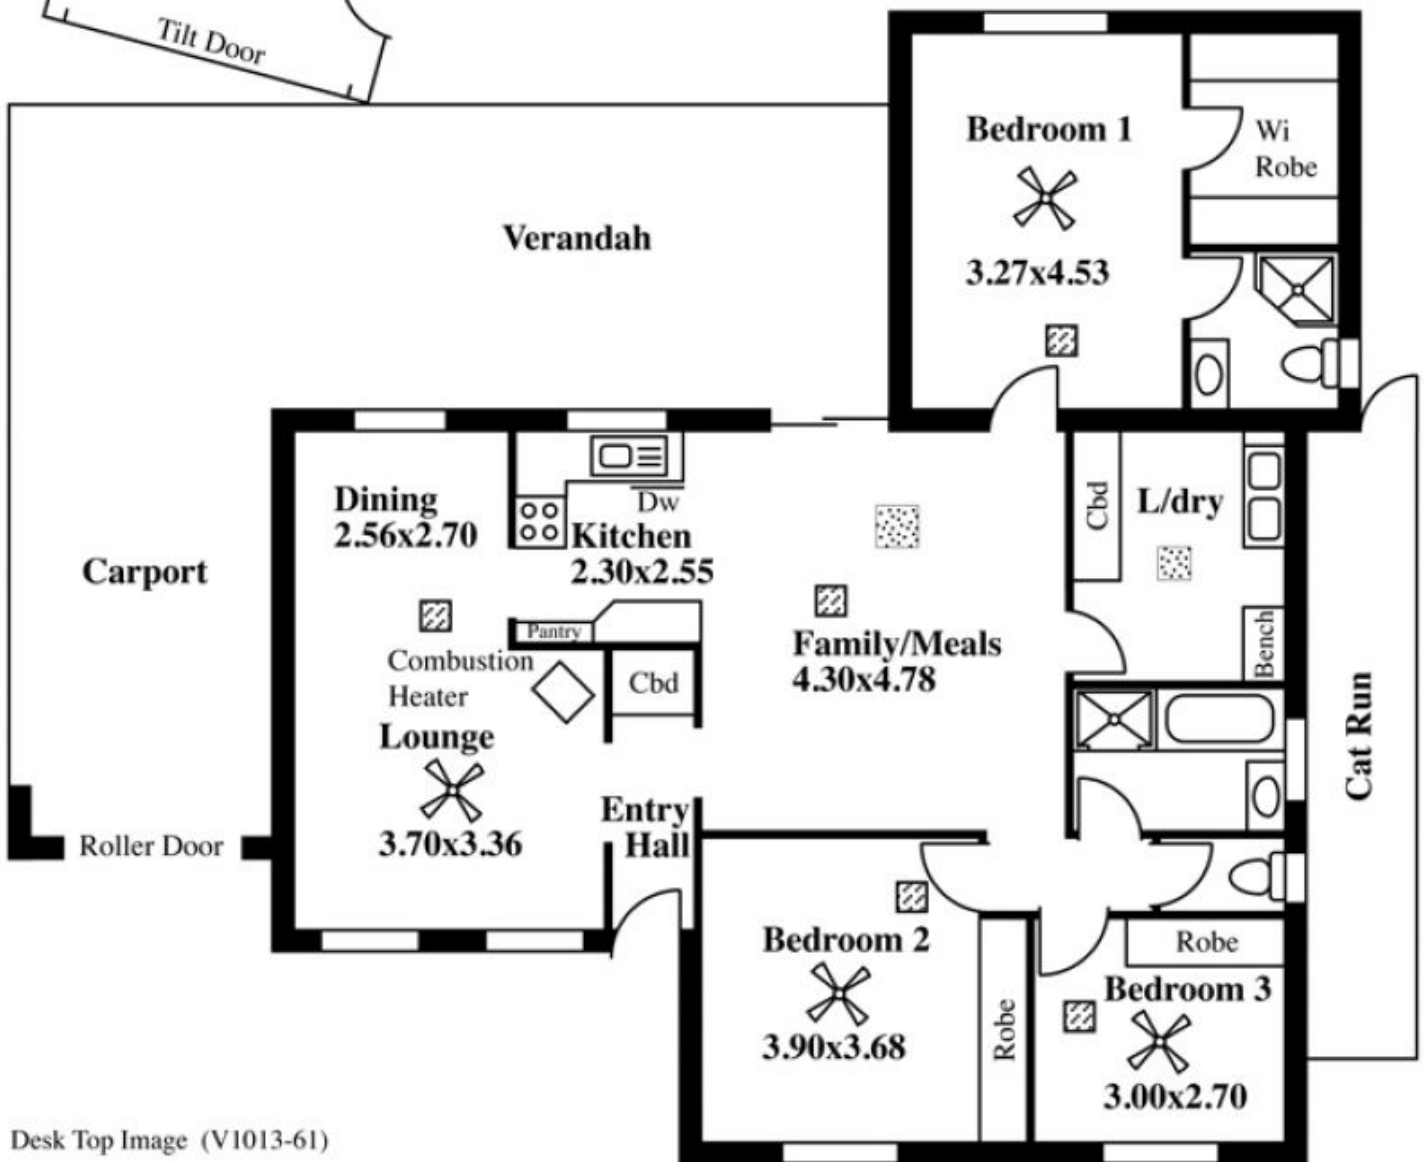 Tilt Door
Bedroom 1
3.27x4.53
Wi
Robe
Verandah
Dining
2.56x2.70
Dw
Kitchen
2.30x2.55
Pantry
Carport
Cbd
L/dry
Bench
Family/Meals
4.30x4.78
Combustion
Heater
Cbd
Lounge
3.70x3.36
Entry
Hall
Roller Door
Cat Run
Bedroom 2
3.90x3.68
Robe
Robe
Bedroom 3
3.00x2.70
Desk Top Image (V1013-61)